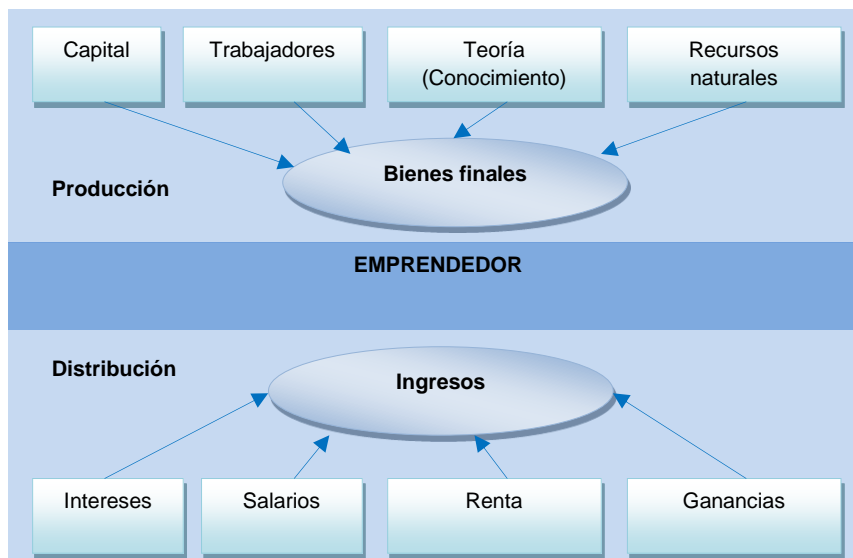 Capital
Trabajadores
Teoría
(Conocimiento)
Recursos
naturales
Bienes finales
Producción
EMPRENDEDOR
Distribución
Ingresos
Intereses
Salarios
Renta
Ganancias